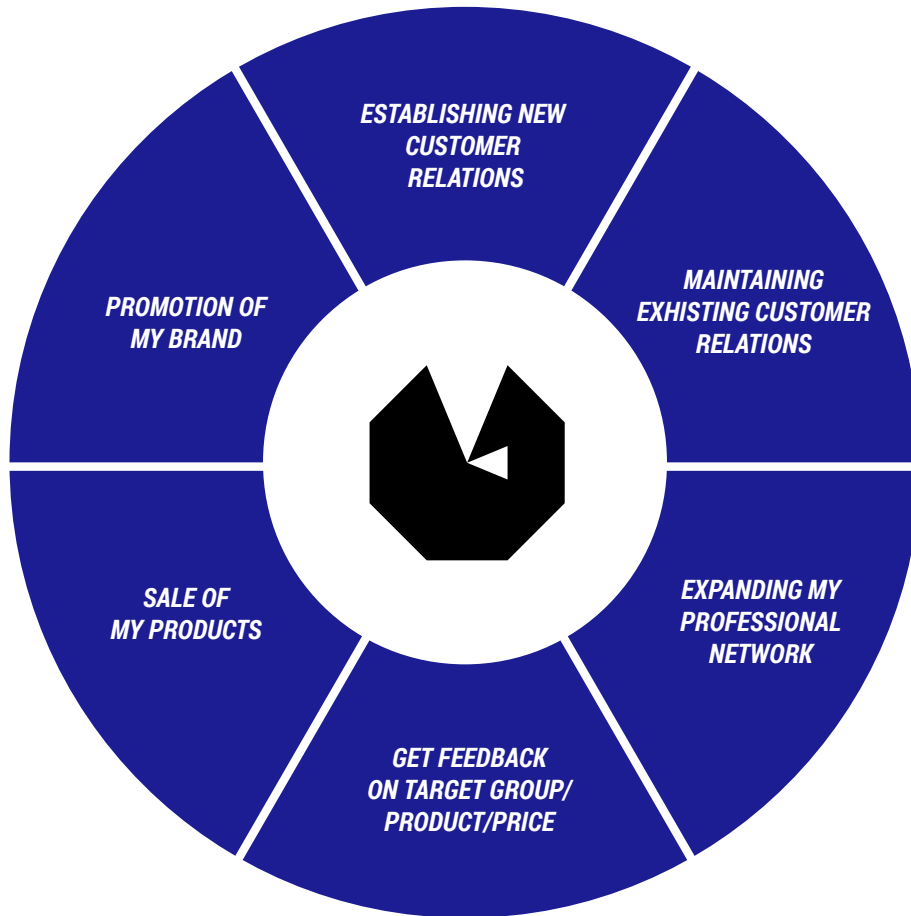 ESTABLISHING NEW
CUSTOMER
RELATIONS
MAINTAINING
EXHISTING CUSTOMER
RELATIONS
EXPANDING MY
PROFESSIONAL
NETWORK
GET FEEDBACK
ON TARGET GROUP/
PRODUCT/PRICE
SALE OF
MY PRODUCTS
PROMOTION OF
MY BRAND